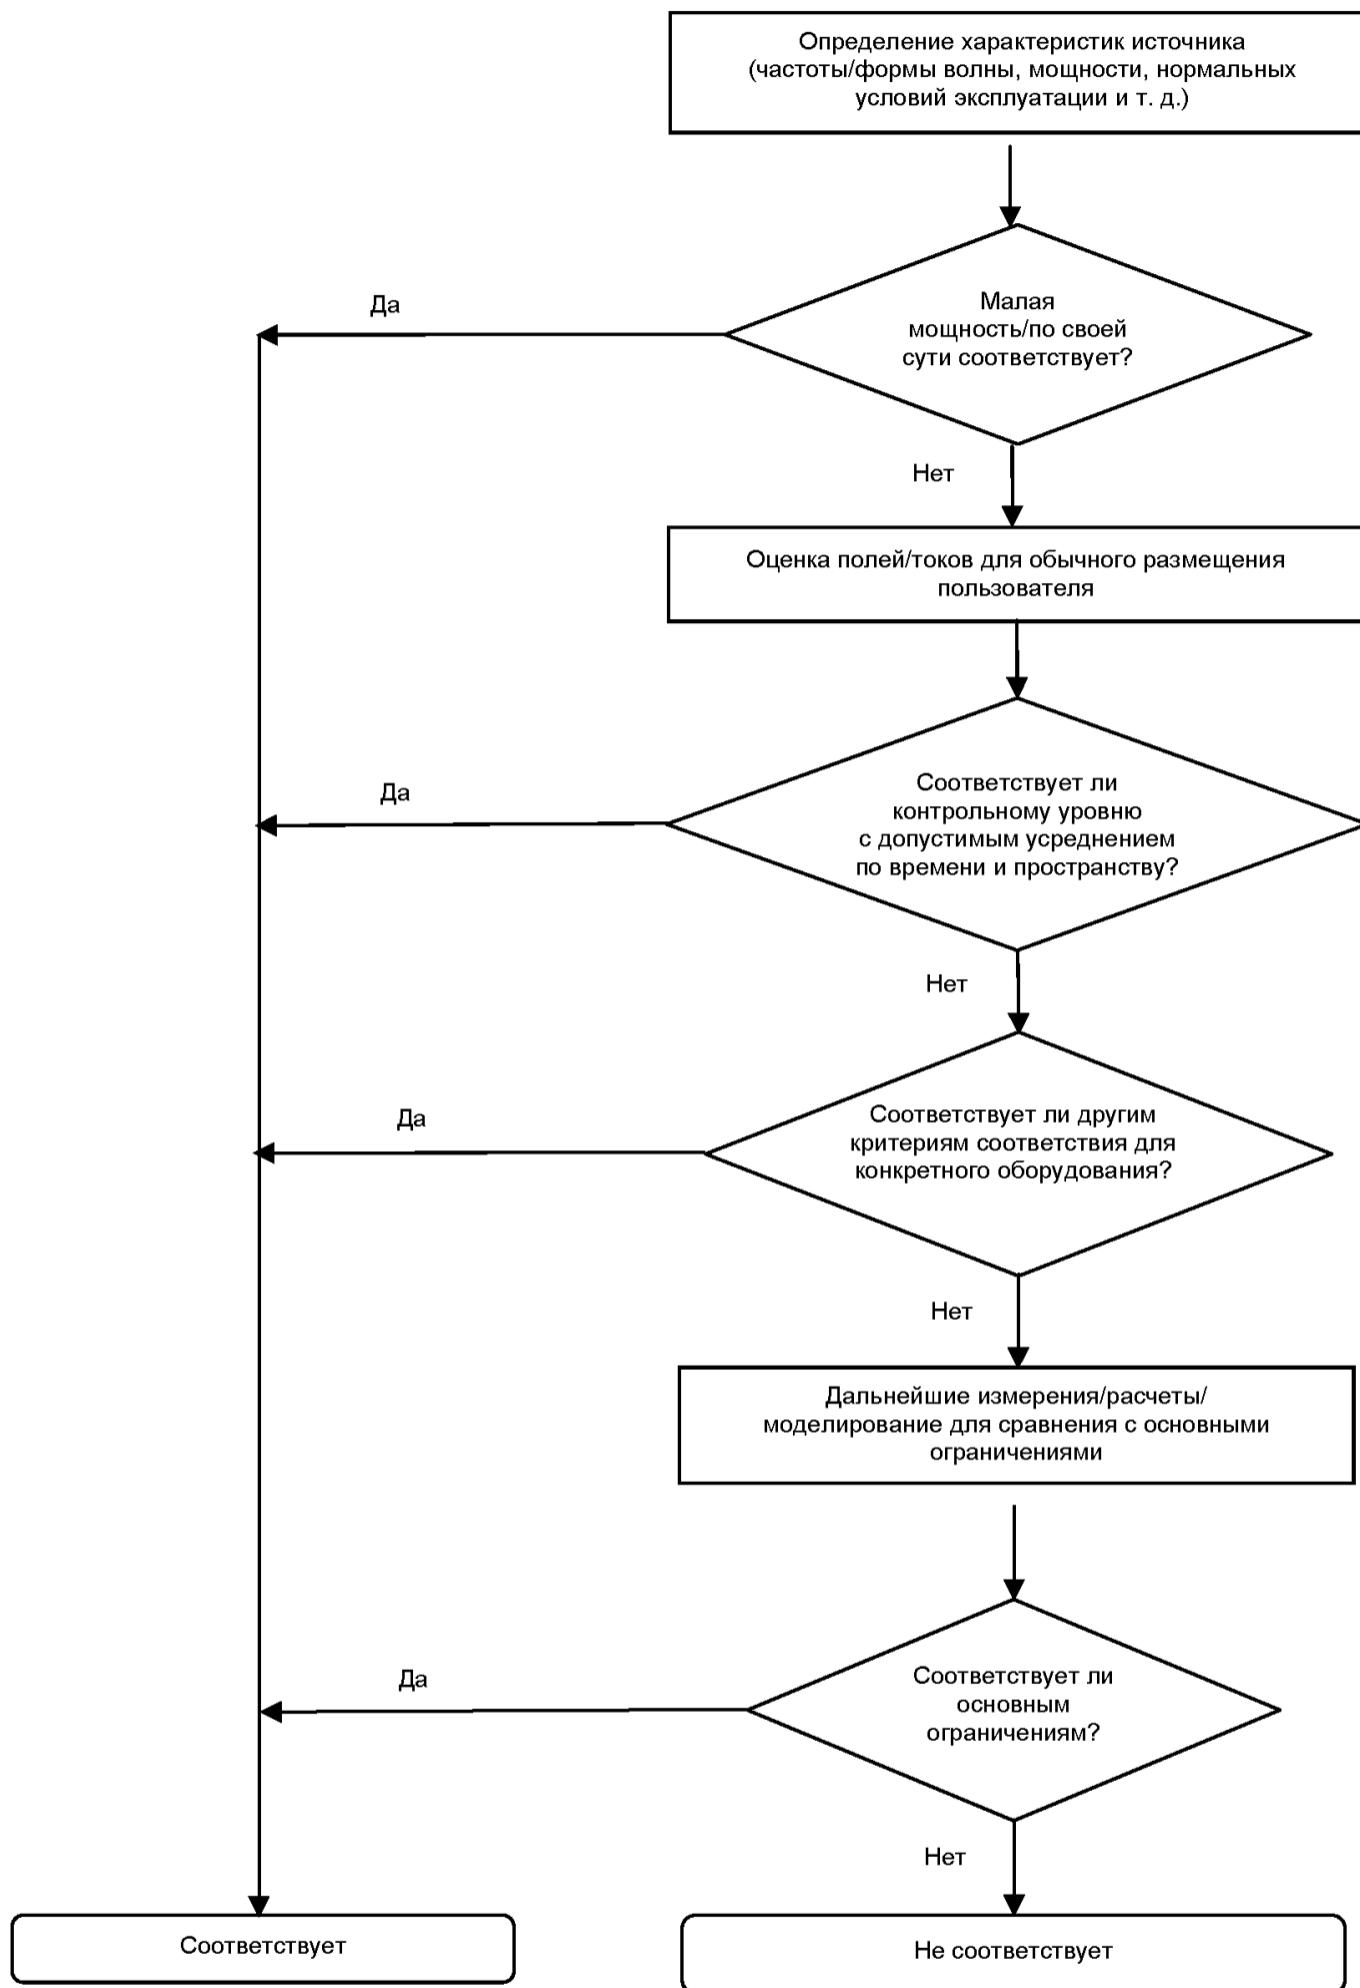 Определение характеристик источника
(частоты/формы волны, мощности, нормальных
условий эксплуатации и т. д.)
Да
Малая
мощность/по своей
сути соответствует?
Нет
Оценка полей/токов для обычного размещения
пользователя
Да
Соответствует ли
контрольному уровню
с допустимым усреднением
по времени и пространству?
Нет
Да
Соответствует ли другим
критериям соответствия для
конкретного оборудования?
Нет
Дальнейшие измерения/расчеты/
моделирование для сравнения с основными
ограничениями
Да
Соответствует ли
основным
ограничениям?
Нет
Соответствует
Не соответствует